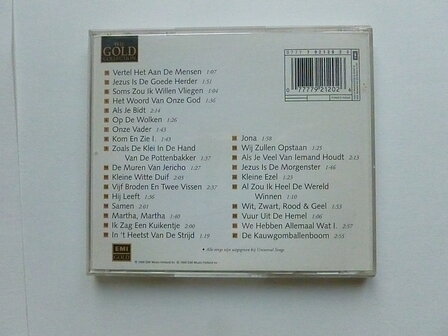 THE
GOLD
COLLECTION
Vertel Het Aan De Mensen 1:07
Jezus Is De Goede Herder 1:51
Soms Zou Ik Willen Vliegen 1:04
Het Woord Van Onze God 1:36
Als Je Bidt 2:14
Op De Wolken 1:26
Onze Vader 1:43
Kom En Zie I. 1:43
Zoals De Klei In De Hand
Van De Pottenbakker 1:37
De Muren Van Jericho 1:27
Kleine Witte Duif 2:05
Vijf Broden En Twee Vissen 2:37
Hij Leeft 1:36
Samen 2:01
Martha, Martha 1:40
Ik Zag Een Kuikentje 2:00
In 't Heetst Van De Strijd 1:19
Jona 1:58
Wij Zullen Opstaan 1:25
Als Je Veel Van Iemand Houdt 2:13
Jezus Is De Morgenster 1:46
Kleine Ezel 1:23
Al Zou Ik Heel De Wereld
Winnen 1:10
Wit, Zwart, Rood & Geel 1:53
Vuur Uit De Hemel 1:06
We Hebben Allemaal Wat I. 2:07
De Kauwgomballenboom 2:55
EMI
GOLD
0 77779 21202 6